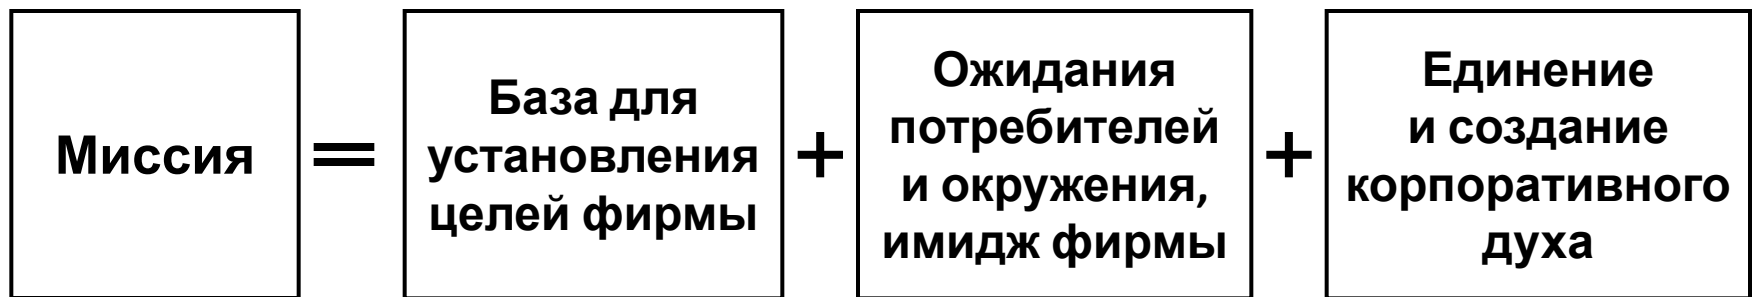 Миссия
=
База для
установления
целей фирмы
+
Ожидания
потребителей
и окружения,
имидж фирмы
+
Единение
и создание
корпоративного
духа